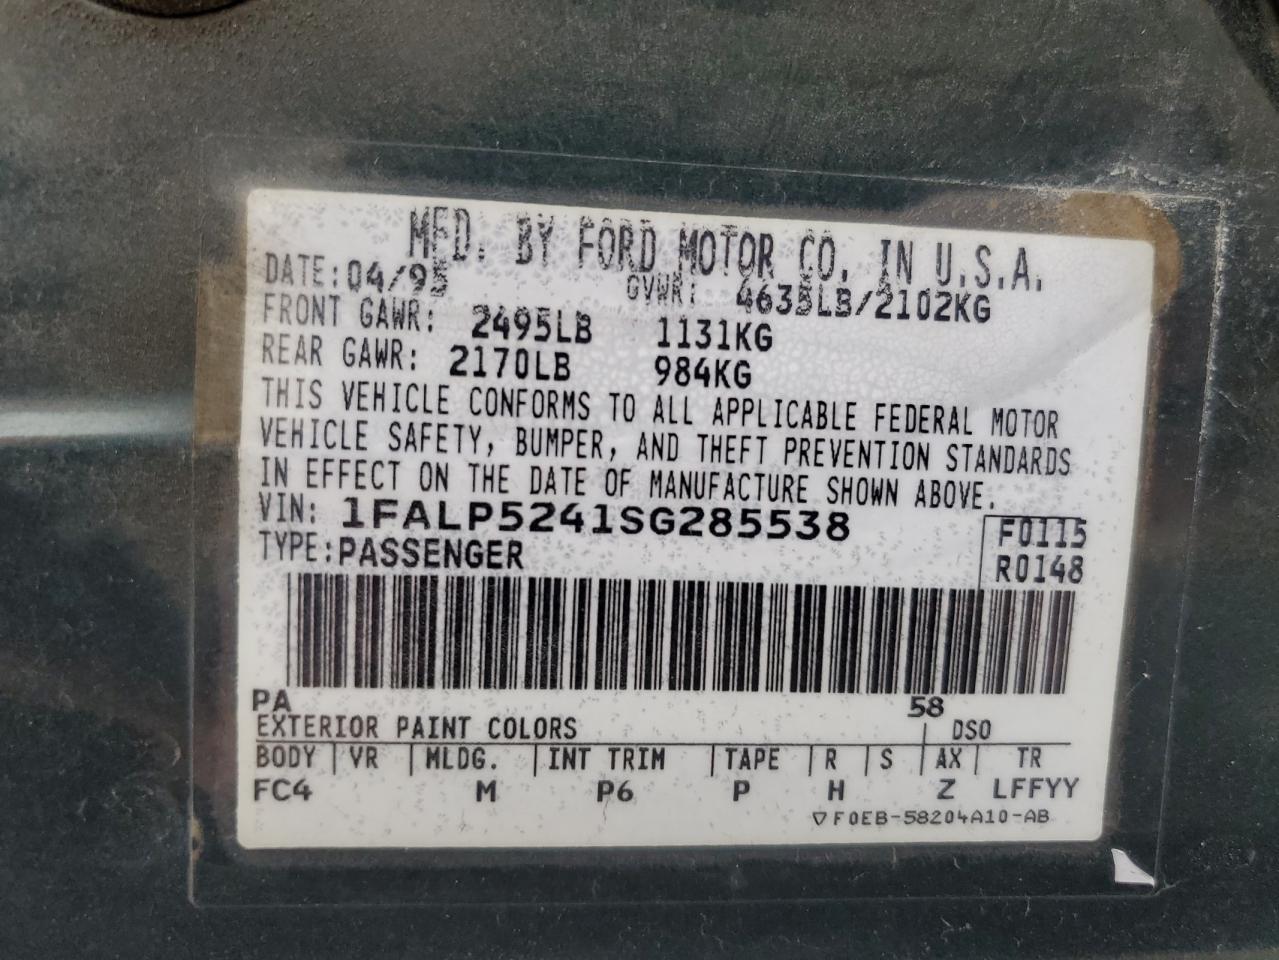 MFD. BY FORD MOTOR CO. IN U.S.A.
DATE: 04/95 GVWR: 4635LB/2102KG
FRONT GAWR: 2495LB 1131KG
REAR GAWR: 2170LB 984KG
THIS VEHICLE CONFORMS TO ALL APPLICABLE FEDERAL MOTOR
VEHICLE SAFETY, BUMPER, AND THEFT PREVENTION STANDARDS
IN EFFECT ON THE DATE OF MANUFACTURE SHOWN ABOVE.
VIN: 1FALP5241SG285538
TYPE: PASSENGER
F0115
R0148
PA 58
EXTERIOR PAINT COLORS DSO
BODY VR MLDG. INT TRIM TAPE R S AX TR
FC4 M P6 P H Z LFFYY
▽F0EB-58204A10-AB